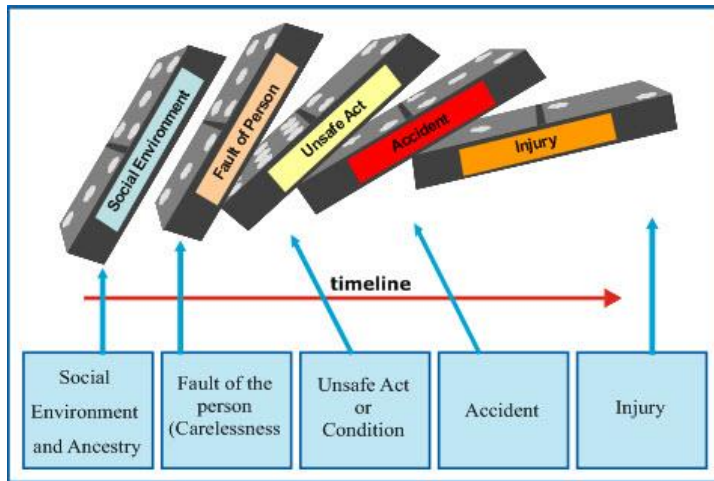 Social Environment
Fault of Person
Unsafe Act
Accident
Injury
timeline
Social
Environment
and Ancestry
Fault of the
person
(Carelessness
Unsafe Act
or
Condition
Accident
Injury